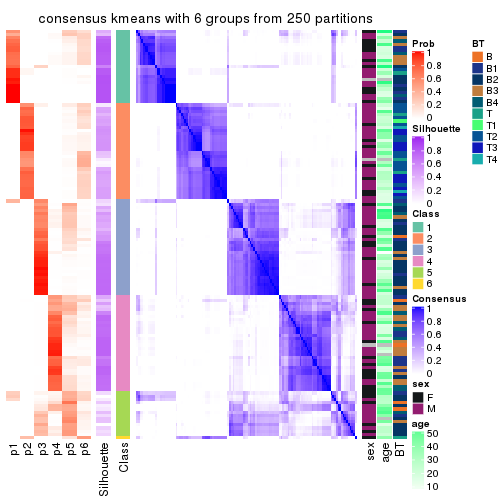 consensus kmeans with 6 groups from 250 partitions
p1
p2
p3
p4
p5
p6
Silhouette
Class
sex
age
BT
Prob
1
0.8
0.6
0.4
0.2
0
Silhouette
1
0.8
0.6
0.4
0.2
0
Class
1
2
3
4
5
6
Consensus
1
0.8
0.6
0.4
0.2
0
sex
F
M
age
50
40
30
20
10
BT
B
B1
B2
B3
B4
T
T1
T2
T3
T4